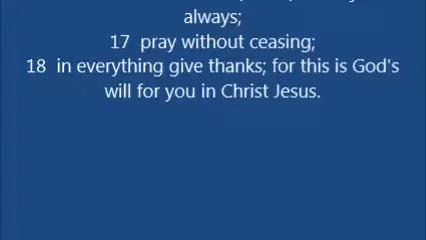 always;
17 pray without ceasing;
18 in everything give thanks; for this is God's
will for you in Christ Jesus.